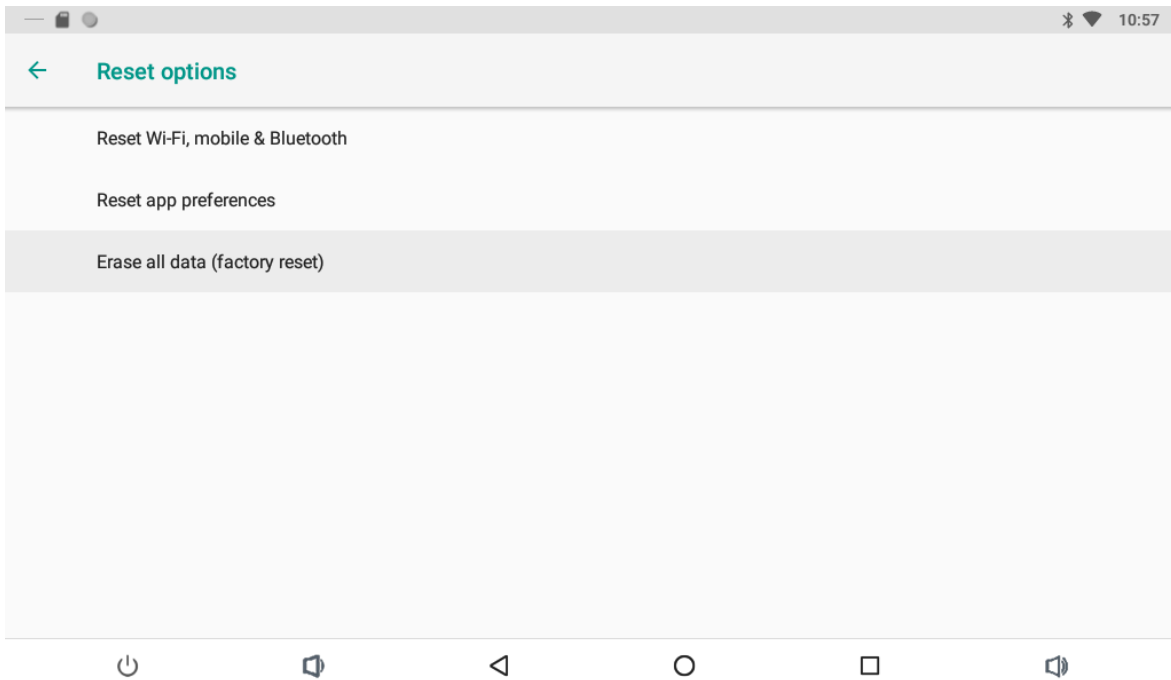 10:57
Reset options
Reset Wi-Fi, mobile & Bluetooth
Reset app preferences
Erase all data (factory reset)